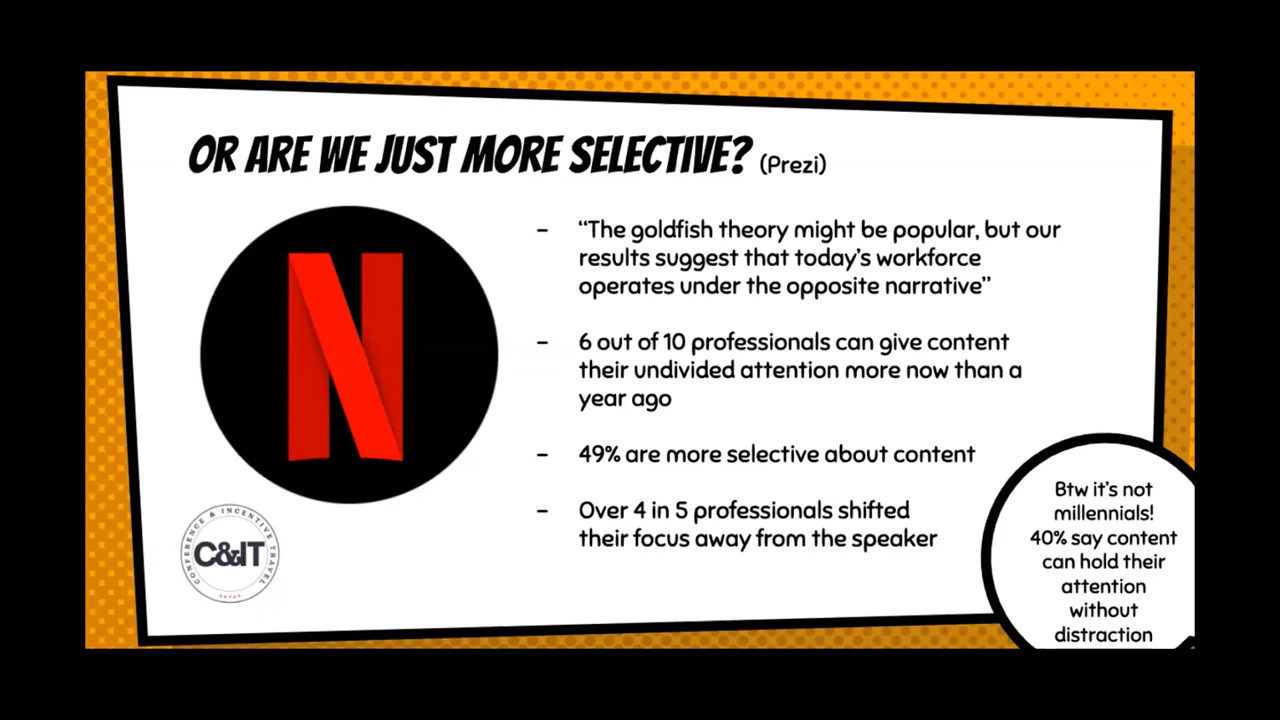 OR ARE WE JUST MORE SELECTIVE? (Prezi)
– “The goldfish theory might be popular, but our
results suggest that today’s workforce
operates under the opposite narrative”
– 6 out of 10 professionals can give content
their undivided attention more now than a
year ago
– 49% are more selective about content
– Over 4 in 5 professionals shifted
their focus away from the speaker
N
CONFERENCE & INCENTIVE TRAVEL
C&IT
Btw it’s not
millennials!
40% say content
can hold their
attention
without
distraction